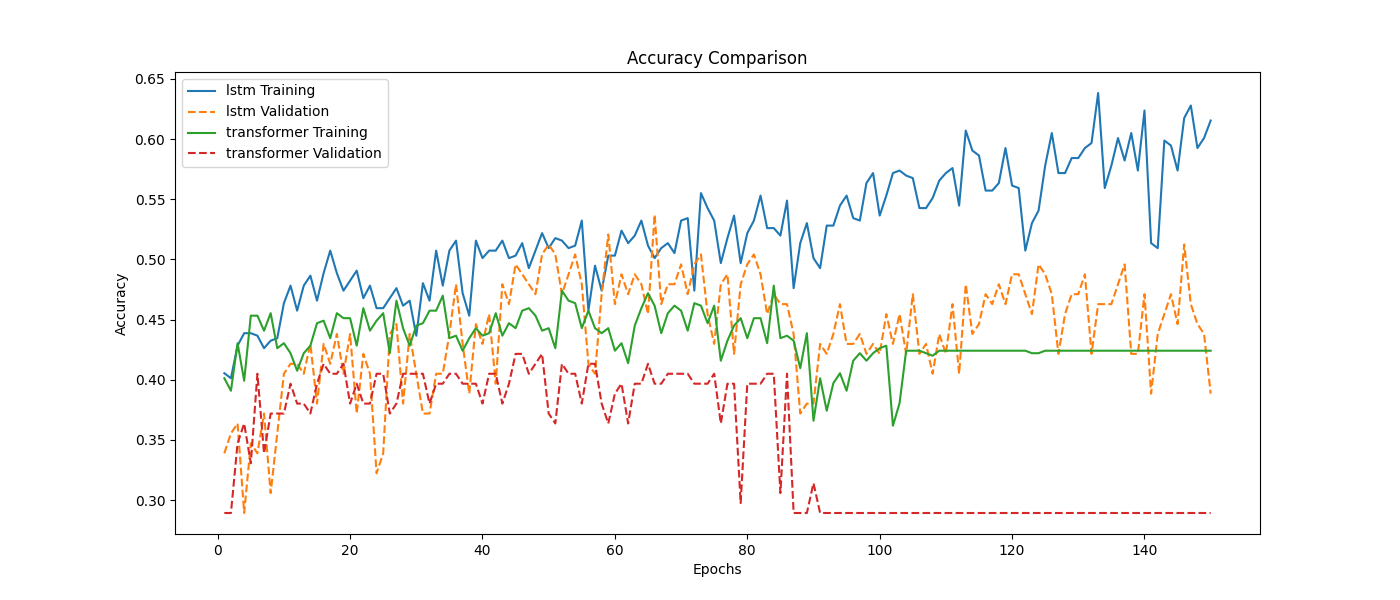 Accuracy Comparison
0.65
0.60
0.55
0.50
0.45
0.40
0.35
0.30
Accuracy
lstm Training
lstm Validation
transformer Training
transformer Validation
0 20 40 60 80 100 120 140
Epochs